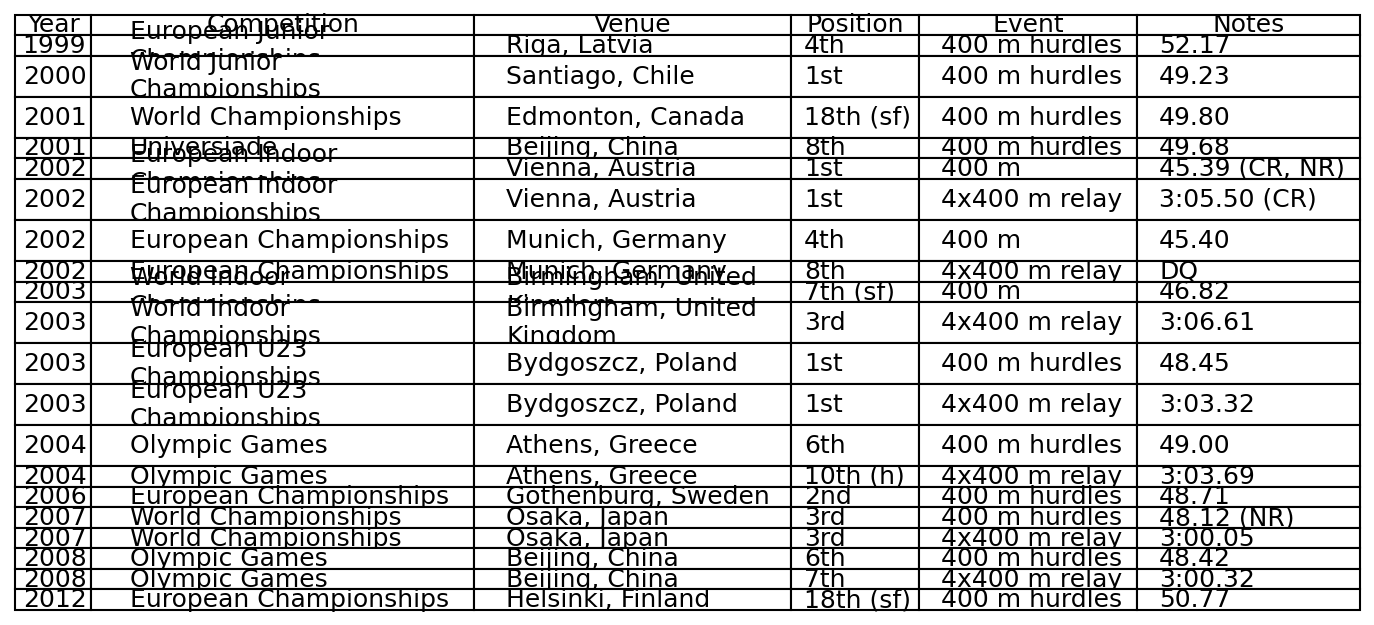 Year Competition Venue Position Event Notes
1999 European Junior Championships Riga, Latvia 4th 400 m hurdles 52.17
2000 World Junior Championships Santiago, Chile 1st 400 m hurdles 49.23
2001 World Championships Edmonton, Canada 18th (sf) 400 m hurdles 49.80
2001 Universiade Beijing, China 8th 400 m hurdles 49.68
2002 European Indoor Championships Vienna, Austria 1st 400 m 45.39 (CR, NR)
2002 European Indoor Championships Vienna, Austria 1st 4x400 m relay 3:05.50 (CR)
2002 European Championships Munich, Germany 4th 400 m 45.40
2002 European Championships Munich, Germany 8th 4x400 m relay DQ
2003 World Indoor Championships Birmingham, United Kingdom 7th (sf) 400 m 46.82
2003 World Indoor Championships Birmingham, United Kingdom 3rd 4x400 m relay 3:06.61
2003 European U23 Championships Bydgoszcz, Poland 1st 400 m hurdles 48.45
2003 European U23 Championships Bydgoszcz, Poland 1st 4x400 m relay 3:03.32
2004 Olympic Games Athens, Greece 6th 400 m hurdles 49.00
2004 Olympic Games Athens, Greece 10th (h) 4x400 m relay 3:03.69
2006 European Championships Gothenburg, Sweden 2nd 400 m hurdles 48.71
2007 World Championships Osaka, Japan 3rd 400 m hurdles 48.12 (NR)
2007 World Championships Osaka, Japan 3rd 4x400 m relay 3:00.05
2008 Olympic Games Beijing, China 6th 400 m hurdles 48.42
2008 Olympic Games Beijing, China 7th 4x400 m relay 3:00.32
2012 European Championships Helsinki, Finland 18th (sf) 400 m hurdles 50.77